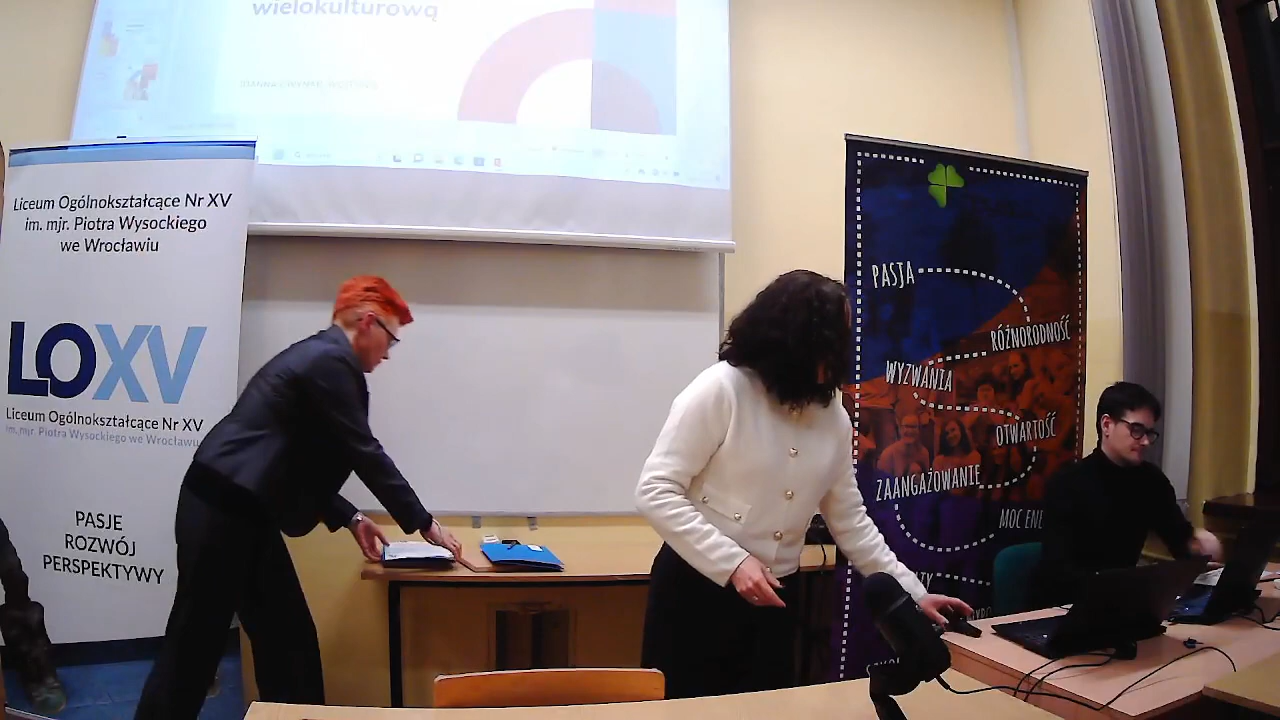 wielokulturową
Liceum Ogólnokształcące Nr XV
im. mjr. Piotra Wysockiego
we Wrocławiu
LOXV
Liceum Ogólnokształcące Nr XV
im. mjr. Piotra Wysockiego we Wrocławiu
PASJE
ROZWÓJ
PERSPEKTYWY
PASJA
RÓŻNORODNOŚĆ
WYZWANIA
OTWARTOŚĆ
ZAANGAŻOWANIE
MOC